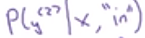 P(y^{<2>} | x, "in")